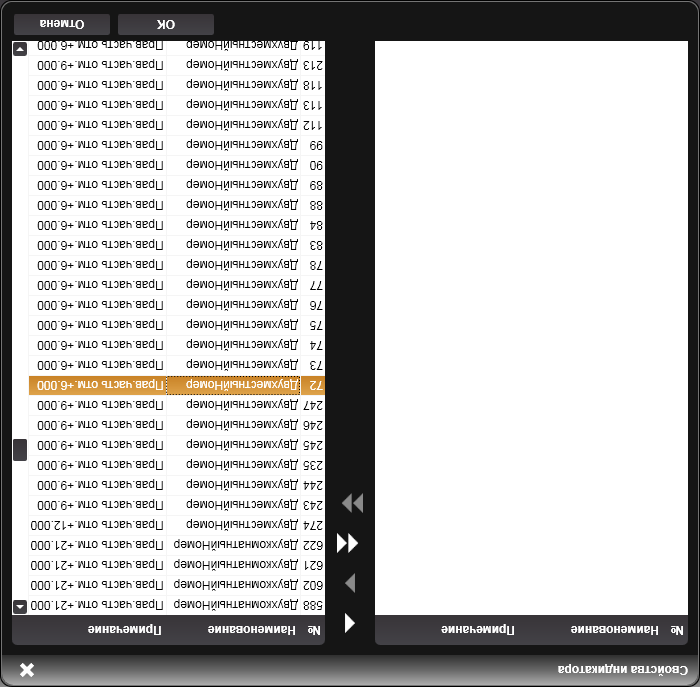 Свойства индикатора
№ Наименование Примечание
№ Наименование Примечание
588 ДвухкомнатныйНомер Прав.часть отм.+21.000
602 ДвухкомнатныйНомер Прав.часть отм.+21.000
621 ДвухкомнатныйНомер Прав.часть отм.+21.000
622 ДвухкомнатныйНомер Прав.часть отм.+21.000
274 ДвухместныйНомер Прав.часть отм.+12.000
243 ДвухместныйНомер Прав.часть отм.+9.000
244 ДвухместныйНомер Прав.часть отм.+9.000
235 ДвухместныйНомер Прав.часть отм.+9.000
245 ДвухместныйНомер Прав.часть отм.+9.000
246 ДвухместныйНомер Прав.часть отм.+9.000
247 ДвухместныйНомер Прав.часть отм.+9.000
72 ДвухместныйНомер Прав.часть отм.+6.000
73 ДвухместныйНомер Прав.часть отм.+6.000
74 ДвухместныйНомер Прав.часть отм.+6.000
75 ДвухместныйНомер Прав.часть отм.+6.000
76 ДвухместныйНомер Прав.часть отм.+6.000
77 ДвухместныйНомер Прав.часть отм.+6.000
78 ДвухместныйНомер Прав.часть отм.+6.000
83 ДвухместныйНомер Прав.часть отм.+6.000
84 ДвухместныйНомер Прав.часть отм.+6.000
88 ДвухместныйНомер Прав.часть отм.+6.000
89 ДвухместныйНомер Прав.часть отм.+6.000
90 ДвухместныйНомер Прав.часть отм.+6.000
99 ДвухместныйНомер Прав.часть отм.+6.000
112 ДвухместныйНомер Прав.часть отм.+6.000
113 ДвухместныйНомер Прав.часть отм.+6.000
118 ДвухместныйНомер Прав.часть отм.+6.000
213 ДвухместныйНомер Прав.часть отм.+9.000
119 ДвухместныйНомер Прав.часть отм.+6.000
OK Отмена